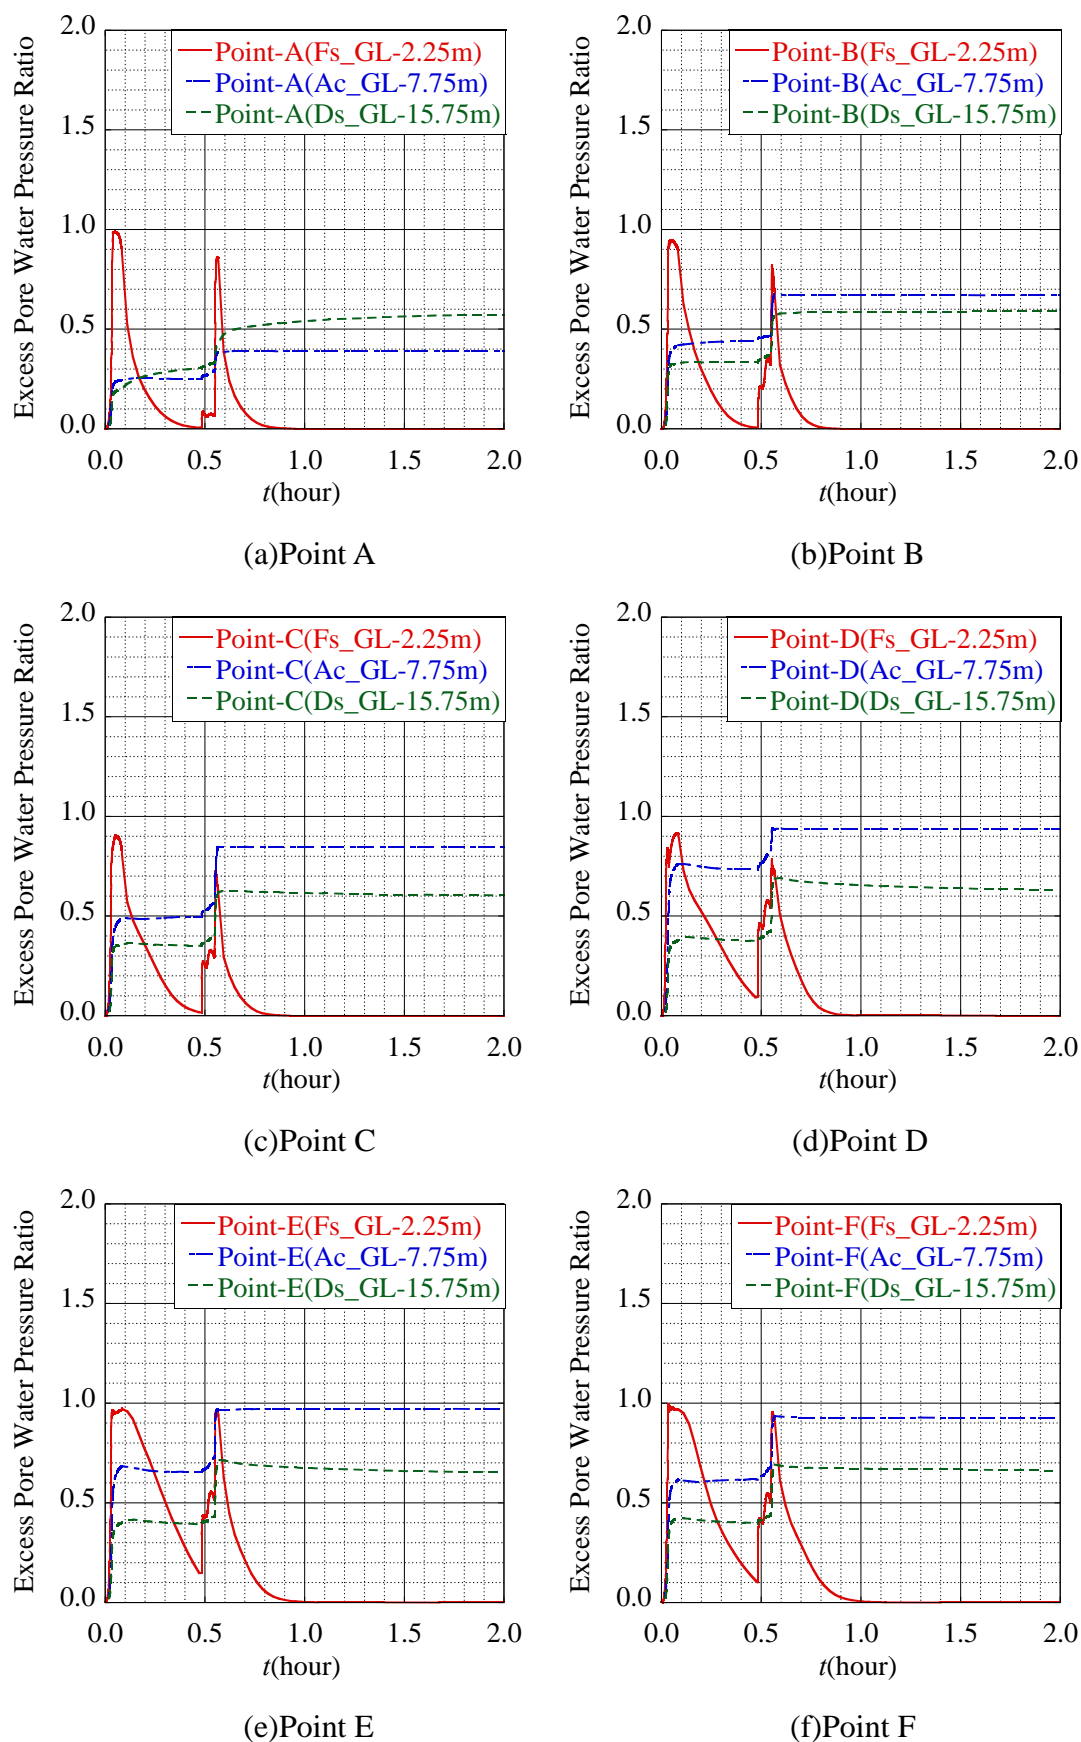 Excess Pore Water Pressure Ratio
2.0
1.5
1.0
0.5
0.0
Point-A(Fs_GL-2.25m)
Point-A(Ac_GL-7.75m)
Point-A(Ds_GL-15.75m)
0.0 0.5 1.0 1.5 2.0
t(hour)
(a)Point A
Excess Pore Water Pressure Ratio
2.0
1.5
1.0
0.5
0.0
Point-B(Fs_GL-2.25m)
Point-B(Ac_GL-7.75m)
Point-B(Ds_GL-15.75m)
0.0 0.5 1.0 1.5 2.0
t(hour)
(b)Point B
Excess Pore Water Pressure Ratio
2.0
1.5
1.0
0.5
0.0
Point-C(Fs_GL-2.25m)
Point-C(Ac_GL-7.75m)
Point-C(Ds_GL-15.75m)
0.0 0.5 1.0 1.5 2.0
t(hour)
(c)Point C
Excess Pore Water Pressure Ratio
2.0
1.5
1.0
0.5
0.0
Point-D(Fs_GL-2.25m)
Point-D(Ac_GL-7.75m)
Point-D(Ds_GL-15.75m)
0.0 0.5 1.0 1.5 2.0
t(hour)
(d)Point D
Excess Pore Water Pressure Ratio
2.0
1.5
1.0
0.5
0.0
Point-E(Fs_GL-2.25m)
Point-E(Ac_GL-7.75m)
Point-E(Ds_GL-15.75m)
0.0 0.5 1.0 1.5 2.0
t(hour)
(e)Point E
Excess Pore Water Pressure Ratio
2.0
1.5
1.0
0.5
0.0
Point-F(Fs_GL-2.25m)
Point-F(Ac_GL-7.75m)
Point-F(Ds_GL-15.75m)
0.0 0.5 1.0 1.5 2.0
t(hour)
(f)Point F